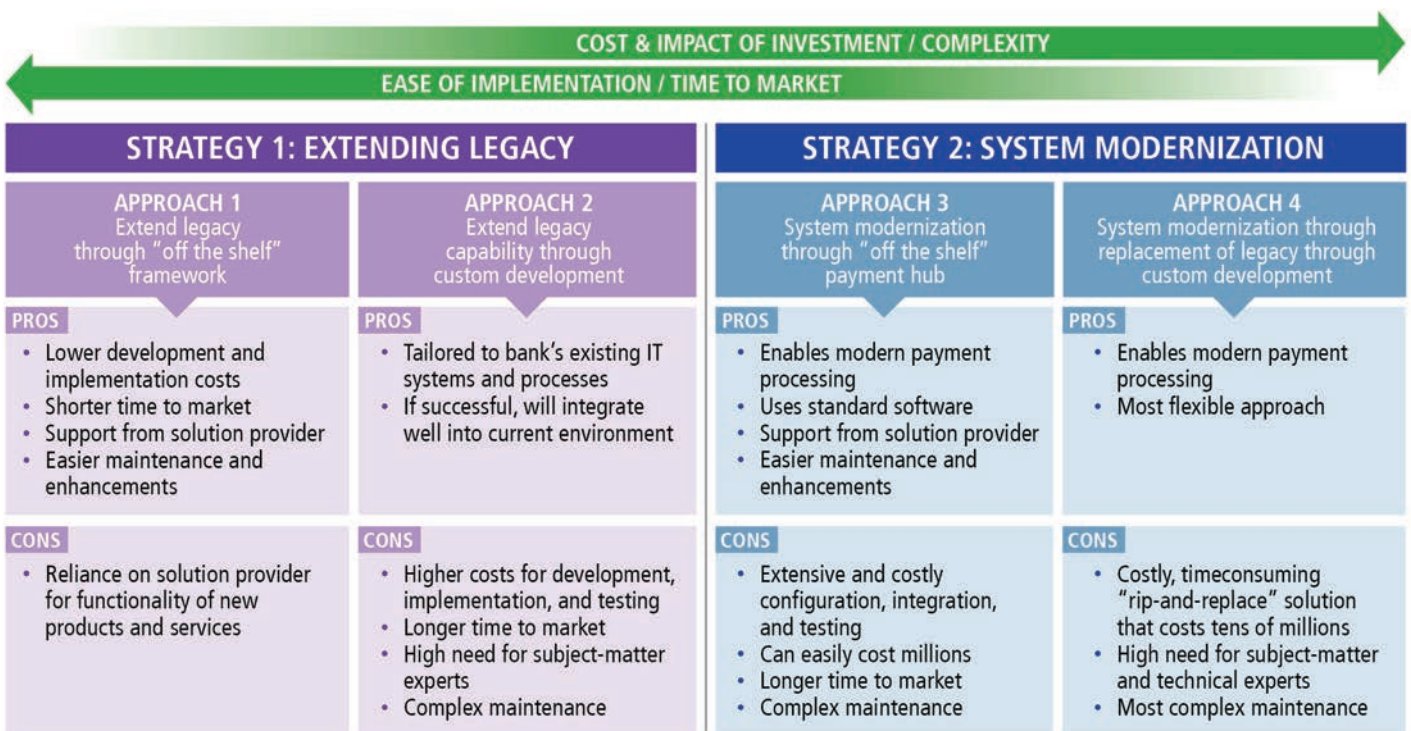 COST & IMPACT OF INVESTMENT / COMPLEXITY
EASE OF IMPLEMENTATION / TIME TO MARKET
STRATEGY 1: EXTENDING LEGACY
APPROACH 1
Extend legacy
through “off the shelf”
framework
PROS
• Lower development and
implementation costs
• Shorter time to market
• Support from solution provider
• Easier maintenance and
enhancements
CONS
• Reliance on solution provider
for functionality of new
products and services
APPROACH 2
Extend legacy
capability through
custom development
PROS
• Tailored to bank’s existing IT
systems and processes
• If successful, will integrate
well into current environment
CONS
• Higher costs for development,
implementation, and testing
• Longer time to market
• High need for subject-matter
experts
• Complex maintenance
STRATEGY 2: SYSTEM MODERNIZATION
APPROACH 3
System modernization
through “off the shelf”
payment hub
PROS
• Enables modern payment
processing
• Uses standard software
• Support from solution provider
• Easier maintenance and
enhancements
CONS
• Extensive and costly
configuration, integration,
and testing
• Can easily cost millions
• Longer time to market
• Complex maintenance
APPROACH 4
System modernization through
replacement of legacy through
custom development
PROS
• Enables modern payment
processing
• Most flexible approach
CONS
• Costly, timeconsuming
“rip-and-replace” solution
that costs tens of millions
• High need for subject-matter
and technical experts
• Most complex maintenance